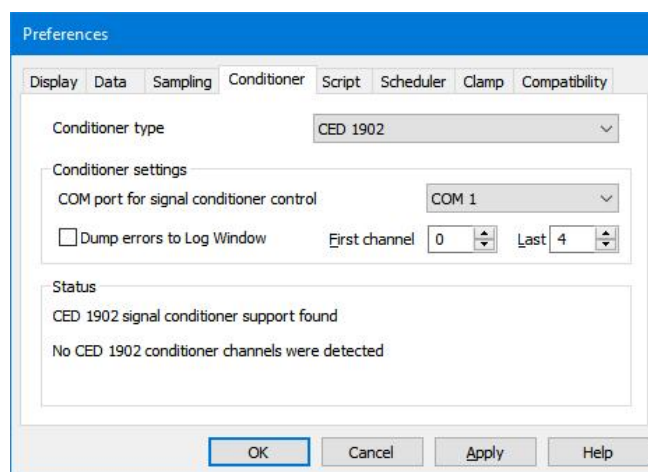 Preferences
Display Data Sampling Conditioner Script Scheduler Clamp Compatibility
Conditioner type CED 1902
Conditioner settings
COM port for signal conditioner control COM 1
Dump errors to Log Window First channel 0 Last 4
Status
CED 1902 signal conditioner support found
No CED 1902 conditioner channels were detected
OK Cancel Apply Help